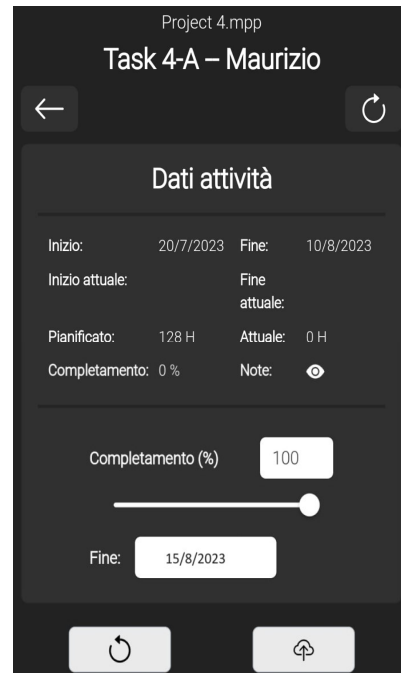 Project 4.mpp
Task 4-A – Maurizio
Dati attività
Inizio: 20/7/2023 Fine: 10/8/2023
Inizio attuale: Fine
attuale:
Pianificato: 128 H Attuale: 0 H
Completamento: 0 % Note:
Completamento (%) 100
Fine: 15/8/2023